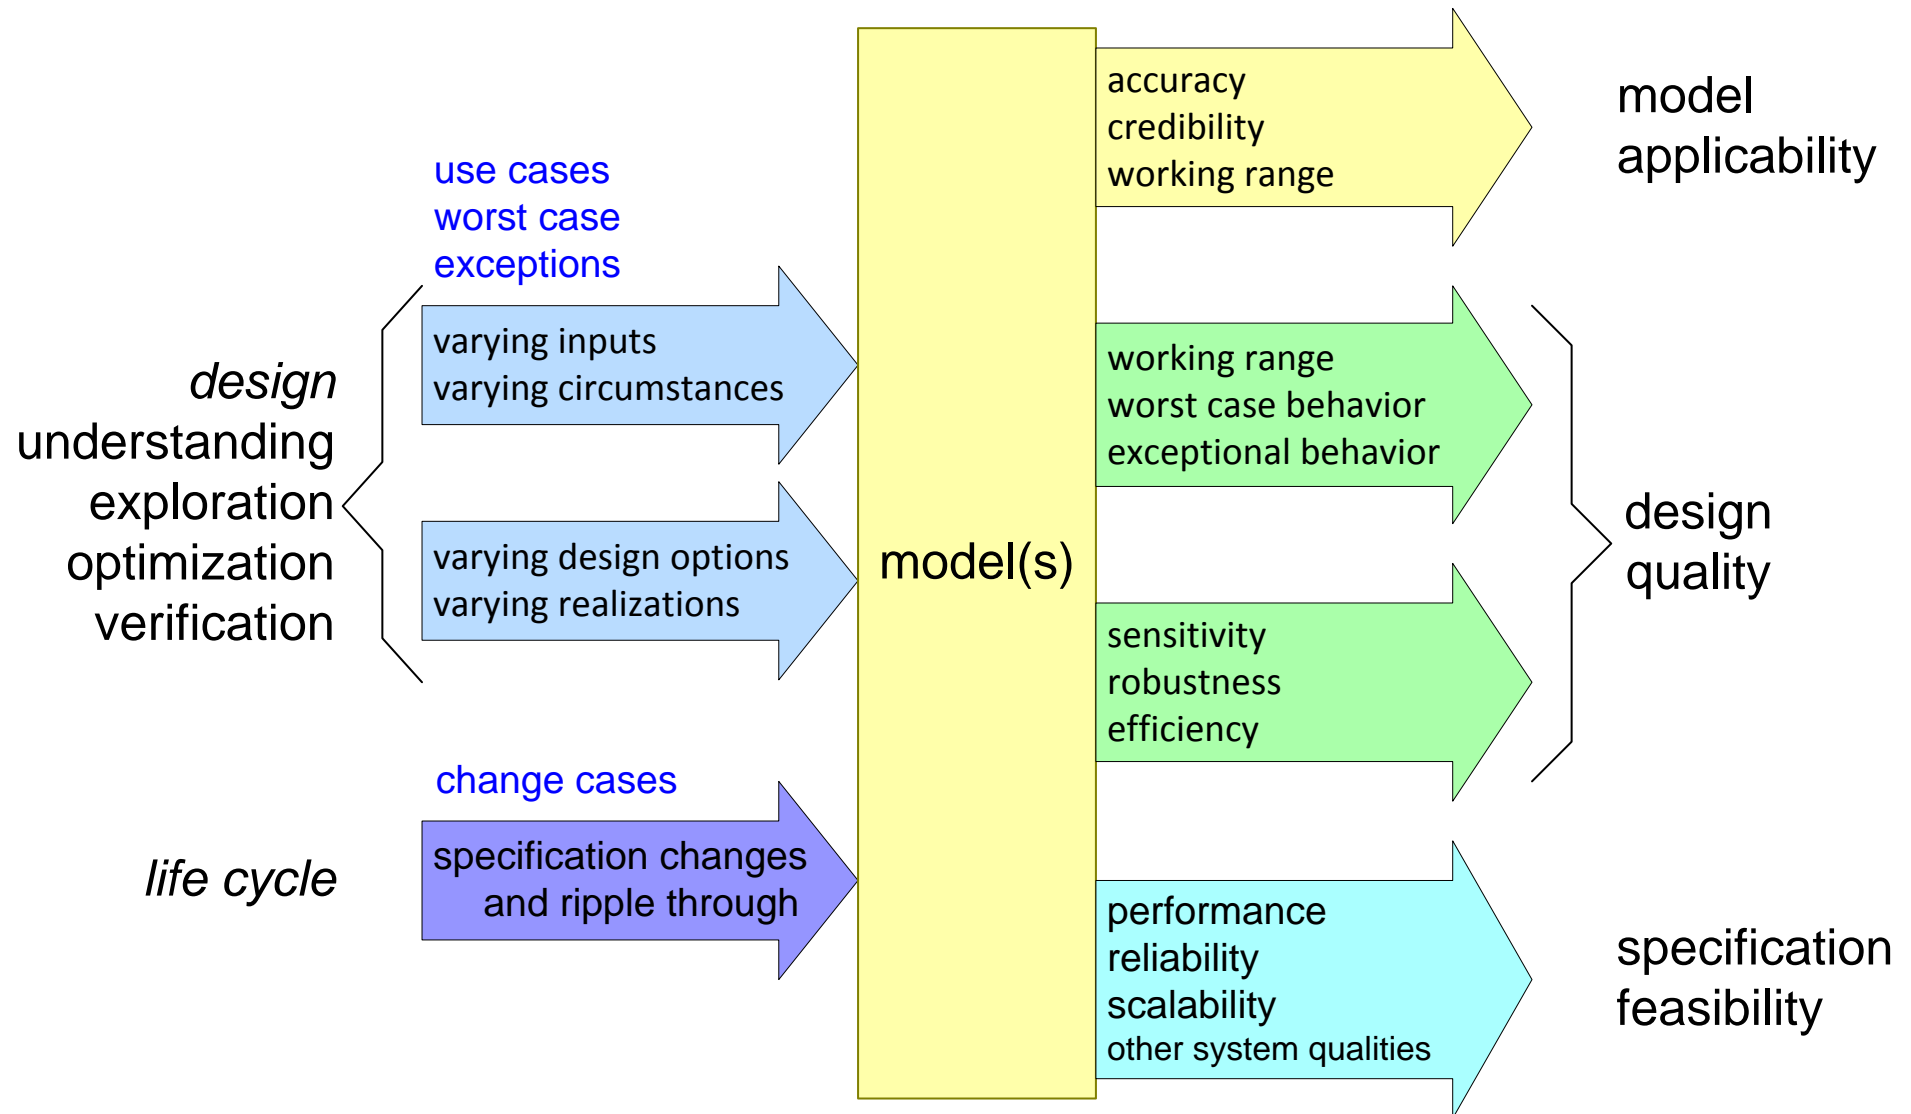 use cases
worst case
exceptions
design
understanding
exploration
optimization
verification
varying inputs
varying circumstances
varying design options
varying realizations
change cases
life cycle
specification changes
and ripple through
model(s)
accuracy
credibility
working range
model
applicability
working range
worst case behavior
exceptional behavior
sensitivity
robustness
efficiency
design
quality
performance
reliability
scalability
other system qualities
specification
feasibility